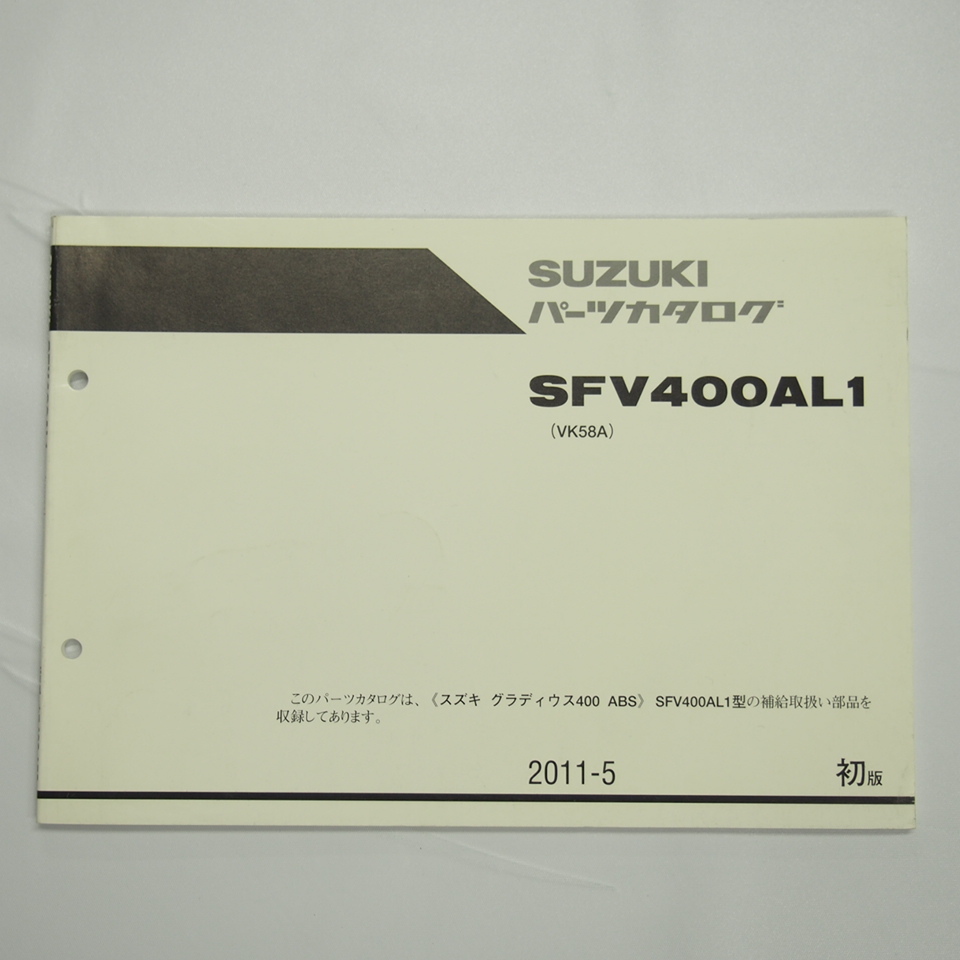 SUZUKI
パーツカタログ
SFV400AL1
（VK58A）
このパーツカタログは、《スズキ グラディウス400 ABS》 SFV400AL1型の補給取扱い部品を
収録してあります。
2011-5 初版